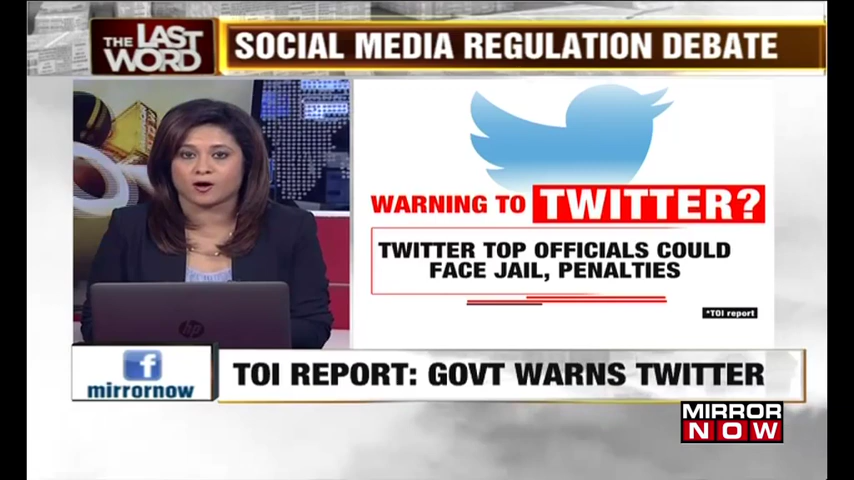 THE LAST WORD
SOCIAL MEDIA REGULATION DEBATE
WARNING TO TWITTER?
TWITTER TOP OFFICIALS COULD
FACE JAIL, PENALTIES
*TOI report
hp
f
mirrornow
TOI REPORT: GOVT WARNS TWITTER
MIRROR
NOW